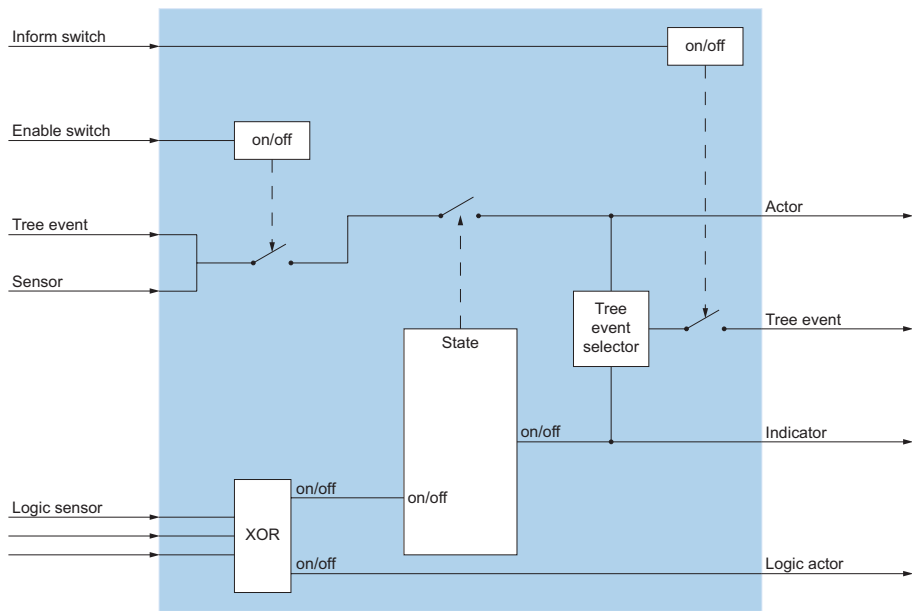 Inform switch
on/off
Enable switch
on/off
Tree event
Actor
Sensor
Tree
event
selector
Tree event
State
on/off
Indicator
on/off
on/off
Logic sensor
XOR
on/off
Logic actor